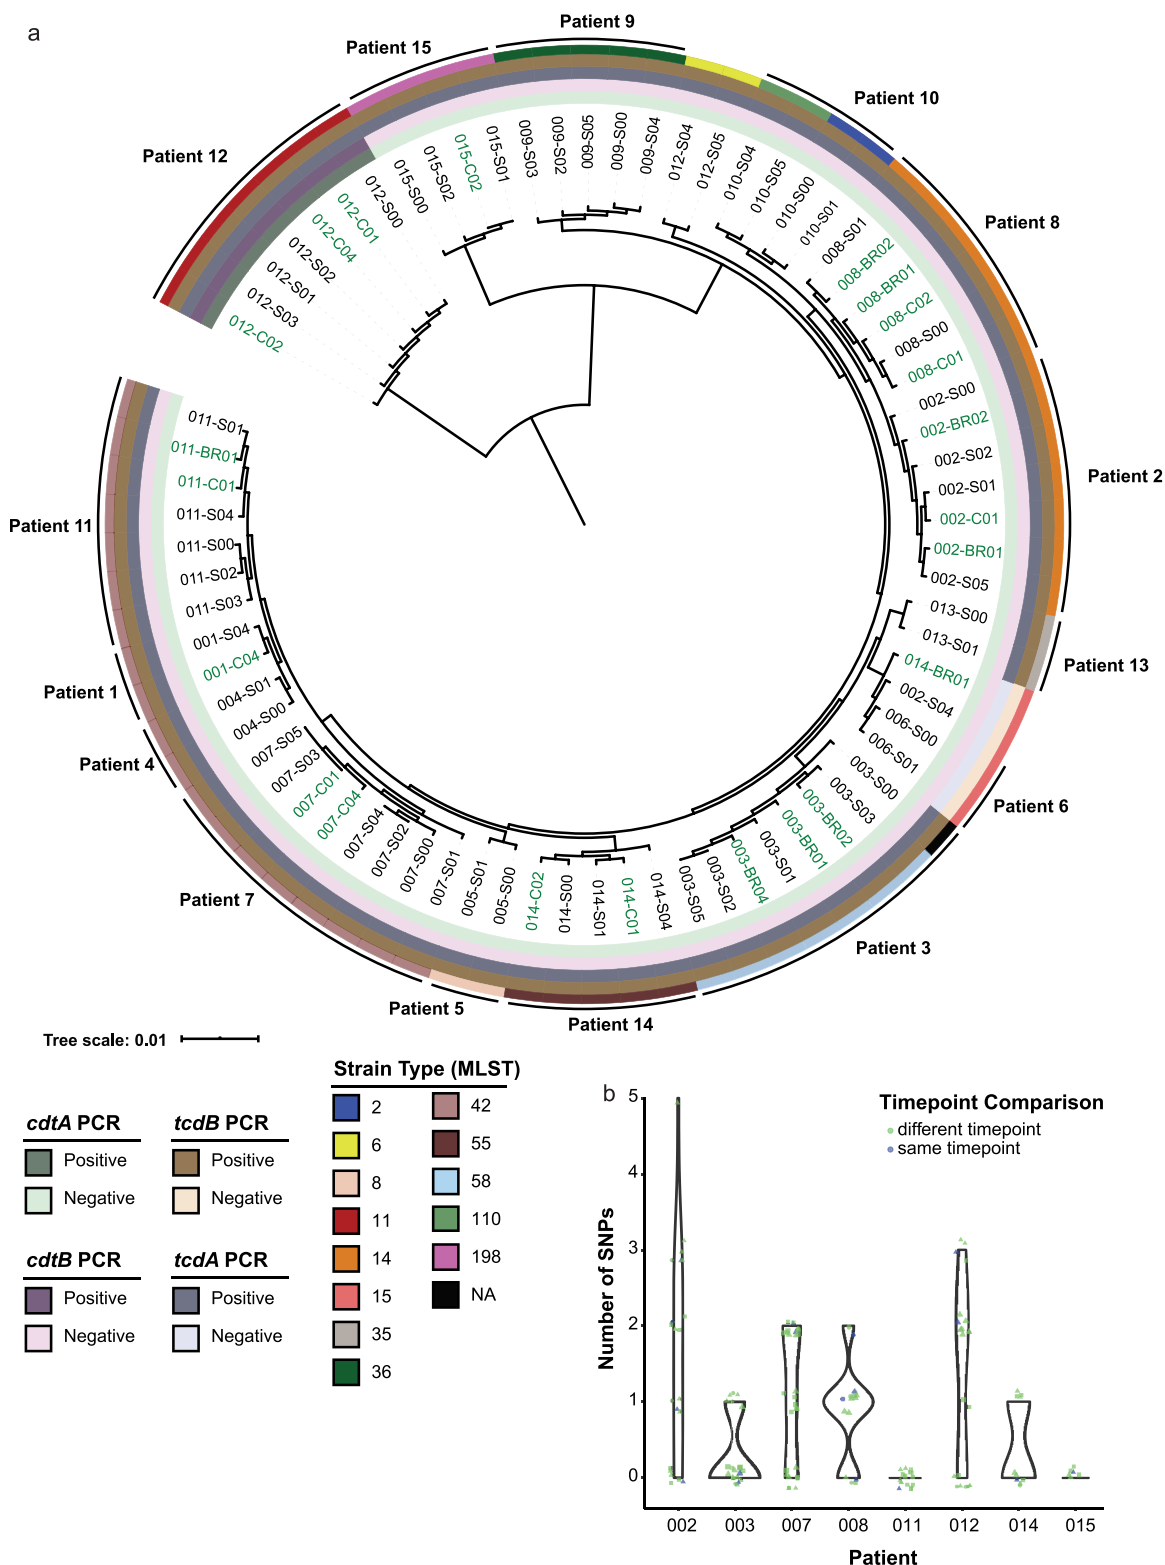 a
Patient 9
Patient 15
Patient 10
Patient 12
Patient 8
Patient 2
Patient 13
Patient 6
Patient 3
Patient 14
Patient 5
Patient 7
Patient 4
Patient 1
Patient 11
012-C02
012-S03
012-S01
012-S02
012-C04
012-C01
012-S00
015-S00
015-S02
015-C02
015-S01
009-S03
009-S02
009-S05
009-S00
009-S04
012-S04
012-S05
010-S04
010-S05
010-S00
010-S01
008-S01
008-BR02
008-BR01
008-C02
008-S00
008-C01
002-S00
002-BR02
002-S02
002-S01
002-C01
002-BR01
002-S05
013-S00
013-S01
014-BR01
002-S04
006-S00
006-S01
003-S00
003-S03
003-BR02
003-BR01
003-S01
003-BR04
003-S02
003-S05
014-S04
014-C01
014-S01
014-S00
014-C02
005-S00
005-S01
007-S01
007-S00
007-S02
007-S04
007-C04
007-C01
007-S03
007-S05
004-S00
004-S01
001-C04
001-S04
011-S03
011-S02
011-S00
011-S04
011-C01
011-BR01
011-S01
Tree scale: 0.01
cdtA PCR
Positive
Negative
tcdB PCR
Positive
Negative
cdtB PCR
Positive
Negative
tcdA PCR
Positive
Negative
Strain Type (MLST)
2
6
8
11
14
15
35
36
42
55
58
110
198
NA
b
Timepoint Comparison
different timepoint
same timepoint
Number of SNPs
5
4
3
2
1
0
002 003 007 008 011 012 014 015
Patient